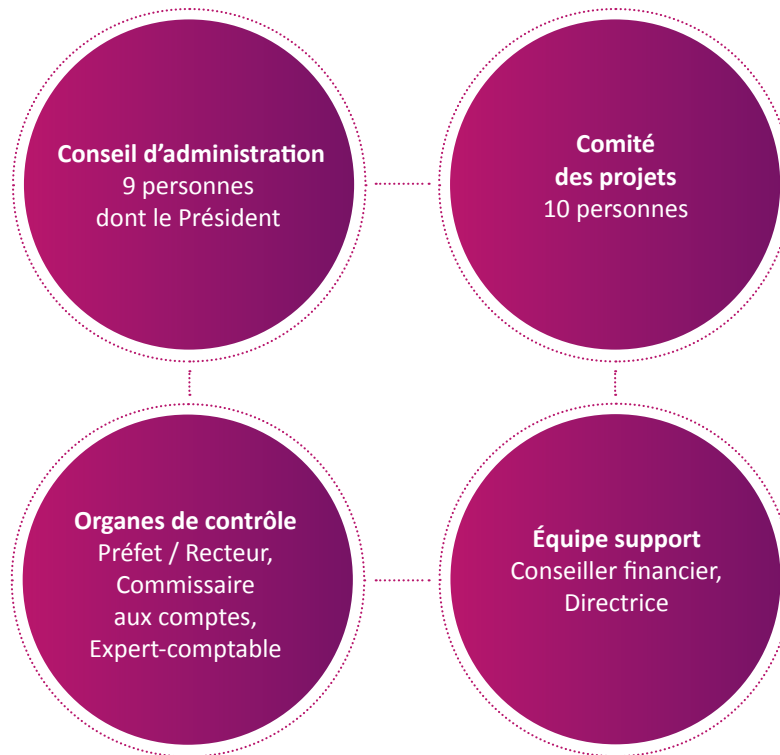 Conseil d'administration
9 personnes
dont le Président
Comité
des projets
10 personnes
Organes de contrôle
Préfet / Recteur,
Commissaire
aux comptes,
Expert-comptable
Équipe support
Conseiller financier,
Directrice